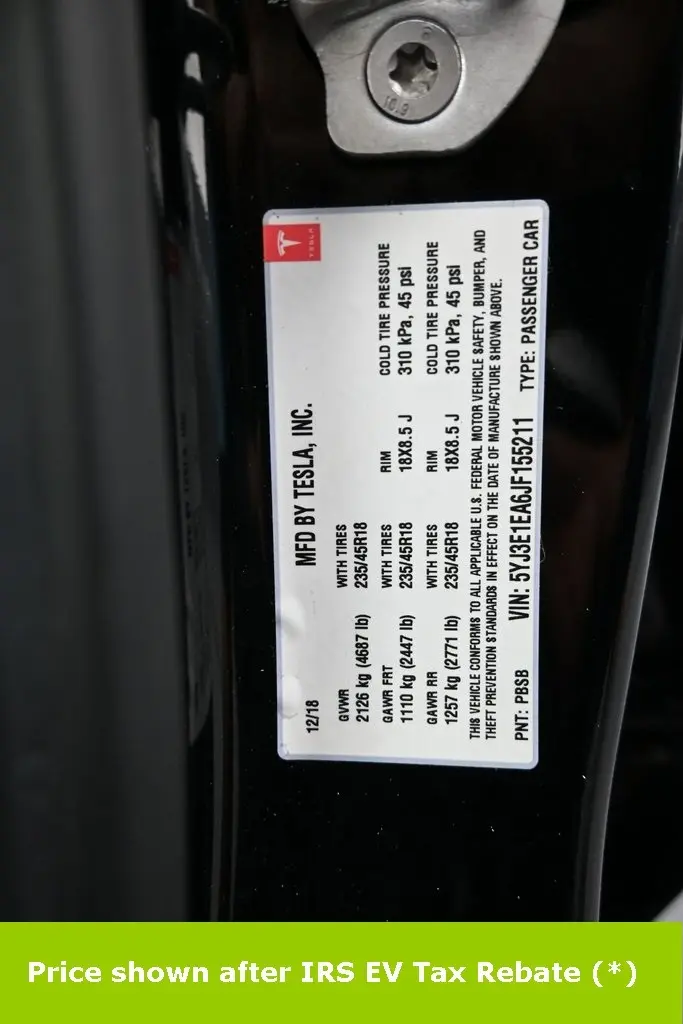 TESLA
12/18 MFD BY TESLA, INC.
GVWR WITH TIRES
2126 kg (4687 lb) 235/45R18
GAWR FRT WITH TIRES RIM COLD TIRE PRESSURE
1110 kg (2447 lb) 235/45R18 18X8.5 J 310 kPa, 45 psi
GAWR RR WITH TIRES RIM COLD TIRE PRESSURE
1257 kg (2771 lb) 235/45R18 18X8.5 J 310 kPa, 45 psi
THIS VEHICLE CONFORMS TO ALL APPLICABLE U.S. FEDERAL MOTOR VEHICLE SAFETY, BUMPER, AND
THEFT PREVENTION STANDARDS IN EFFECT ON THE DATE OF MANUFACTURE SHOWN ABOVE.
PNT: PBSB VIN: 5YJ3E1EA6JF155211 TYPE: PASSENGER CAR
Price shown after IRS EV Tax Rebate (*)